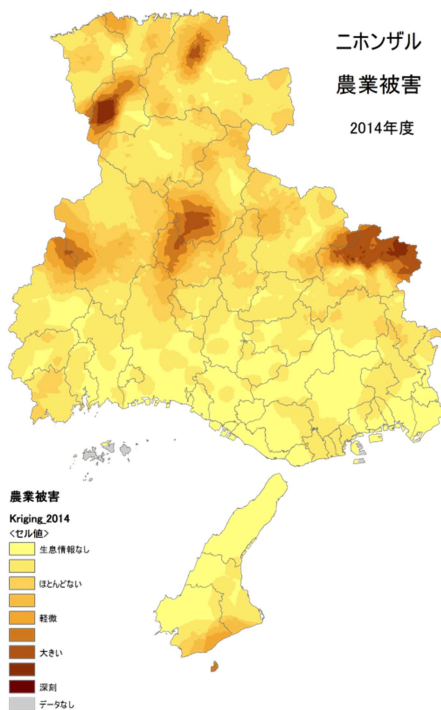 ニホンザル
農業被害
2014年度
農業被害
Kriging_2014
<セル値>
生息情報なし
ほとんどない
軽微
大きい
深刻
データなし